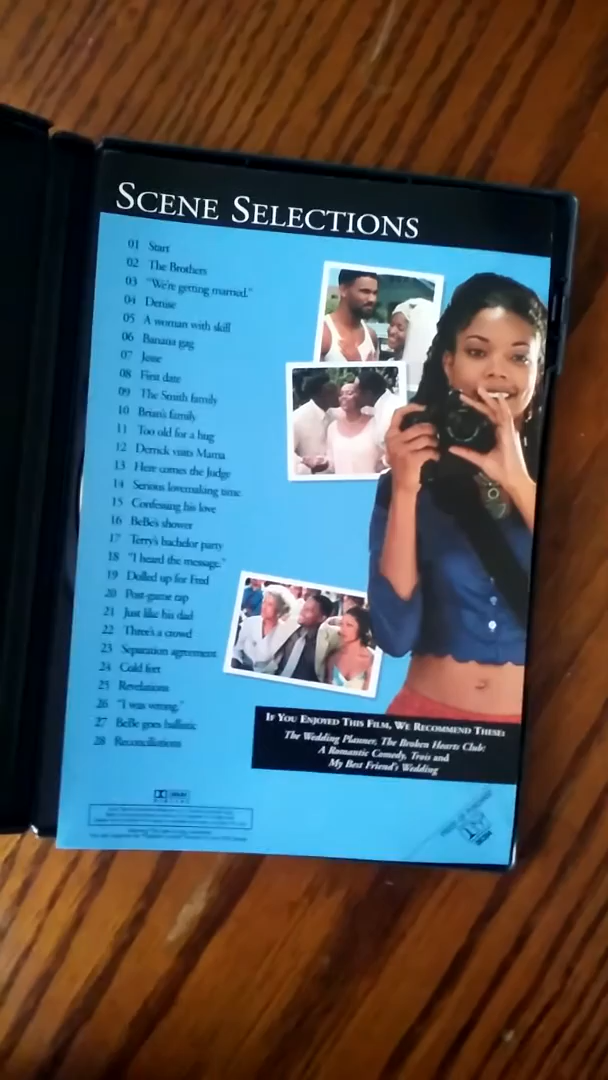 SCENE SELECTIONS
01 Start
02 The Brothers
03 "We're getting married."
04 Denise
05 A woman with skill
06 Banana gag
07 Jesse
08 First date
09 The Smith family
10 Brian's family
11 Too old for a hug
12 Derrick visits Mama
13 Here comes the Judge
14 Serious lovemaking time
15 Confessing his love
16 BeBe's shower
17 Terry's bachelor party
18 "I heard the message."
19 Dolled up for Fred
20 Post-game rap
21 Just like his dad
22 Three's a crowd
23 Separation agreement
24 Cold feet
25 Revelations
26 "I was wrong."
27 BeBe goes ballistic
28 Reconciliations
IF YOU ENJOYED THIS FILM, WE RECOMMEND THESE:
The Wedding Planner, The Broken Hearts Club:
A Romantic Comedy, Trois and
My Best Friend's Wedding